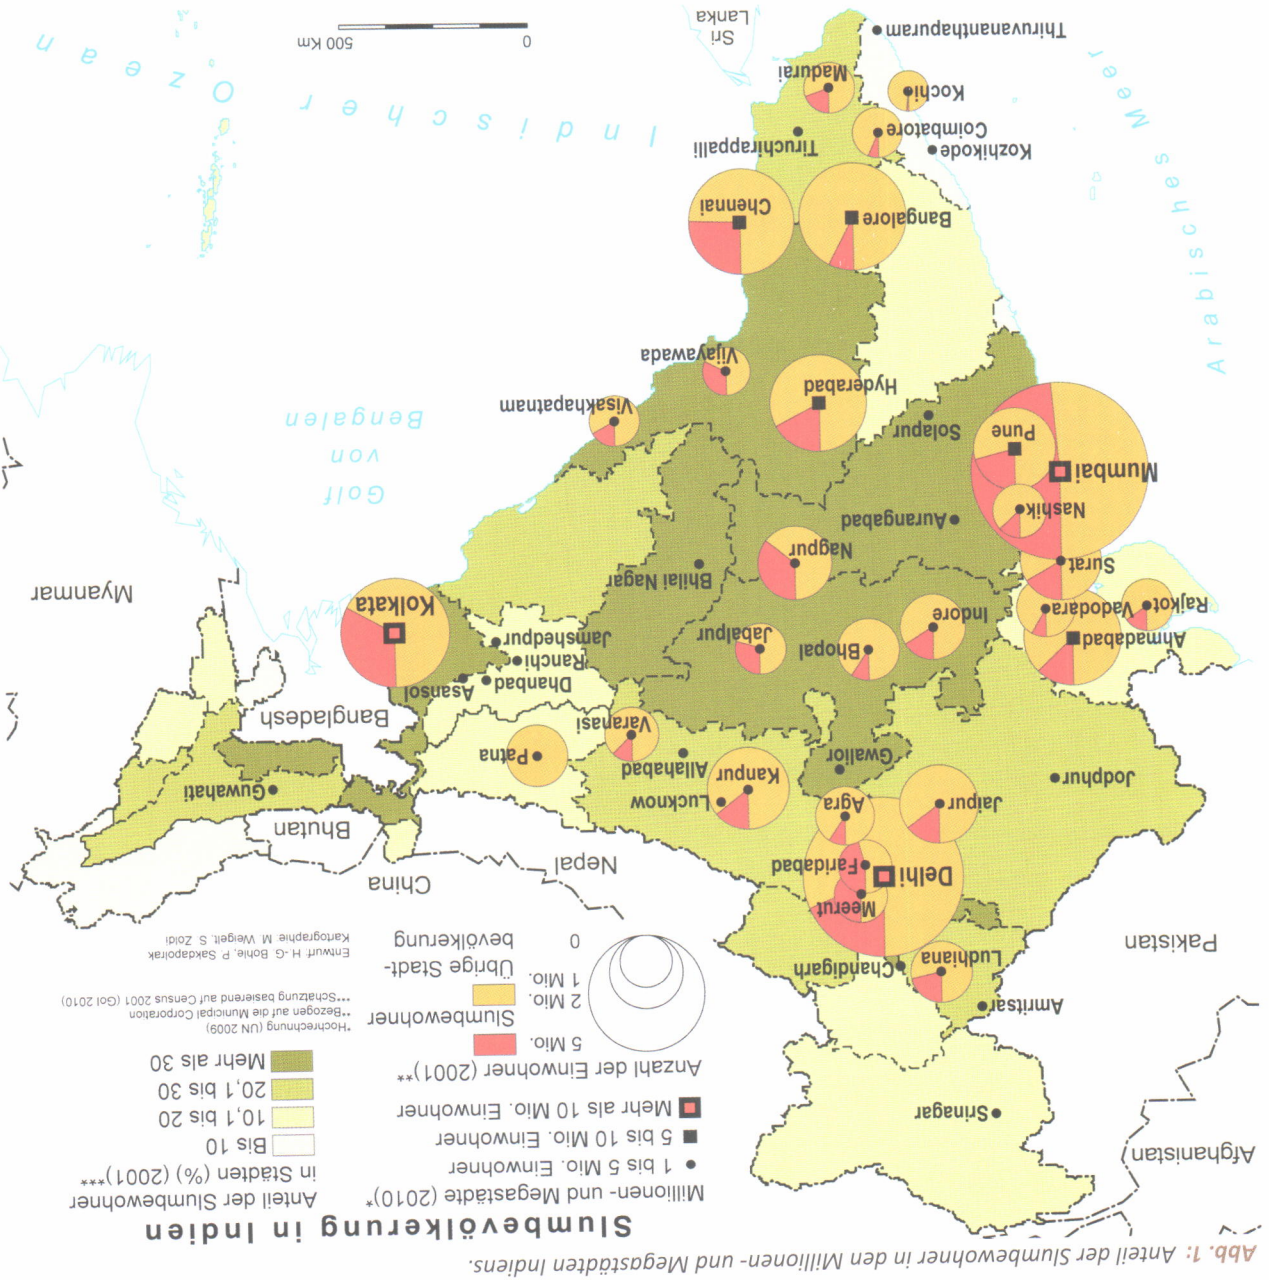 Abb. 1: Anteil der Slumbewohner in den Millionen- und Megastädten Indiens.
Slumbevölkerung in Indien
Millionen- und Megastädte (2010)*
1 bis 5 Mio. Einwohner
5 bis 10 Mio. Einwohner
Mehr als 10 Mio. Einwohner
Anzahl der Einwohner (2001)**
5 Mio.
2 Mio.
1 Mio.
0
Slumbewohner
Übrige Stadt-
bevölkerung
Anteil der Slumbewohner
in Städten (%) (2001)***
Bis 10
10,1 bis 20
20,1 bis 30
Mehr als 30
*Hochrechnung (UN 2009)
**Bezogen auf die Municipal Corporation
***Schätzung basierend auf Census 2001 (GoI 2010)
Entwurf: H.-G. Bohle, P. Sakdapolrak
Kartographie: M. Weigelt, S. Zoldi
Afghanistan
Srinagar
Amritsar
Ludhiana
Chandigarh
Pakistan
Meerut
Delhi
Faridabad
China
Nepal
Jaipur
Agra
Jodhpur
Lucknow
Kanpur
Bhutan
Guwahati
Gwalior
Allahabad
Patna
Varanasi
Bangladesh
Asansol
Dhanbad
Ranchi
Jamshedpur
Ahmadabad
Bhopal
Jabalpur
Indore
Rajkot
Vadodara
Kolkata
Myanmar
Surat
Nagpur
Bhilai Nagar
Aurangabad
Nashik
Mumbai
Pune
Golf
von
Bengalen
Solapur
Hyderabad
Visakhapatnam
Vijayawada
Arabisches Meer
Bangalore
Chennai
Kozhikode
Coimbatore
Tiruchirappalli
Indischer Ozean
Kochi
Madurai
Thiruvananthapuram
Sri
Lanka
0 500 Km